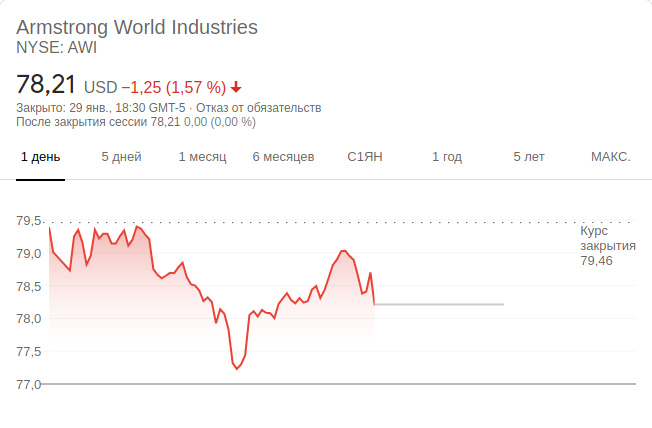 Armstrong World Industries
NYSE: AWI
78,21 USD −1,25 (1,57 %)
Закрыто: 29 янв., 18:30 GMT-5 · Отказ от обязательств
После закрытия сессии 78,21 0,00 (0,00 %)
1 день 5 дней 1 месяц 6 месяцев С1ЯН 1 год 5 лет МАКС.
79,5
Курс
закрытия
79,46
79,0
78,5
78,0
77,5
77,0